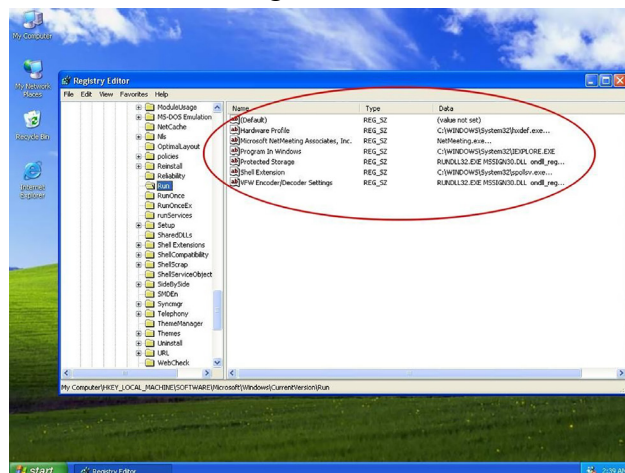 My Computer
My Network
Places
Recycle Bin
Internet
Explorer
Registry Editor
File Edit View Favorites Help
ModuleUsage
MS-DOS Emulation
NetCache
Nls
OptimalLayout
policies
Reinstall
Reliability
Run
RunOnce
RunOnceEx
runServices
Setup
SharedDLLs
Shell Extensions
ShellCompatibility
ShellScrap
ShellServiceObject
SideBySide
SMDEn
Syncmgr
Telephony
ThemeManager
Themes
Uninstall
URL
WebCheck
Name Type Data
(Default) REG_SZ (value not set)
Hardware Profile REG_SZ C:\WINDOWS\System32\hxdef.exe...
Microsoft NetMeeting Associates, Inc. REG_SZ NetMeeting.exe...
Program In Windows REG_SZ C:\WINDOWS\System32\IEXPLORE.EXE
Protected Storage REG_SZ RUNDLL32.EXE MSSIGN30.DLL ondll_reg...
Shell Extension REG_SZ C:\WINDOWS\System32\spollsv.exe...
VFW Encoder/Decoder Settings REG_SZ RUNDLL32.EXE MSSIGN30.DLL ondll_reg...
My Computer\HKEY_LOCAL_MACHINE\SOFTWARE\Microsoft\Windows\CurrentVersion\Run
start Registry Editor 2:39 AM